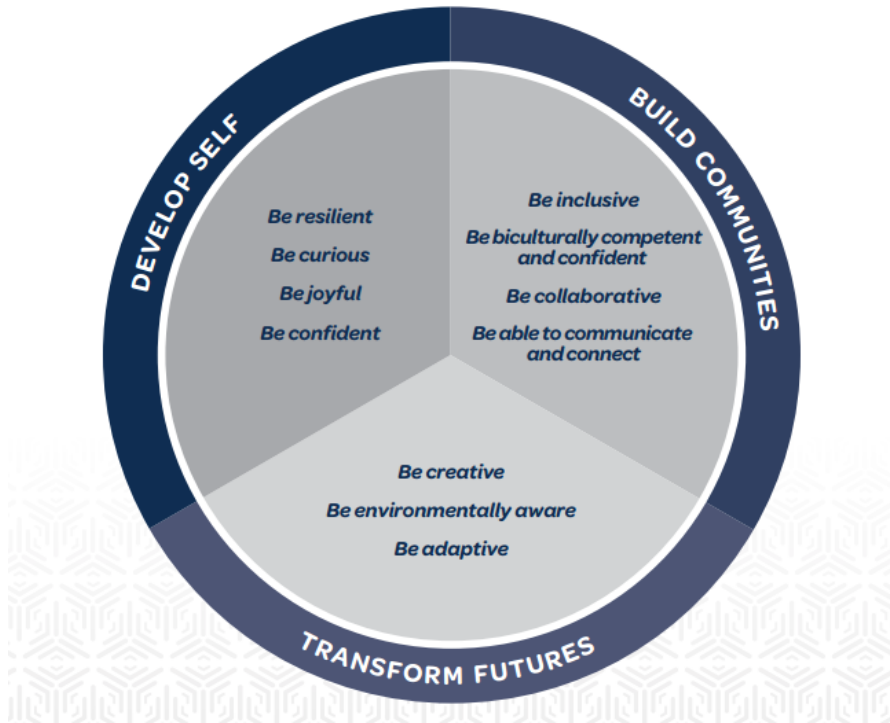 DEVELOP SELF
Be resilient
Be curious
Be joyful
Be confident
BUILD COMMUNITIES
Be inclusive
Be biculturally competent
and confident
Be collaborative
Be able to communicate
and connect
Be creative
Be environmentally aware
Be adaptive
TRANSFORM FUTURES